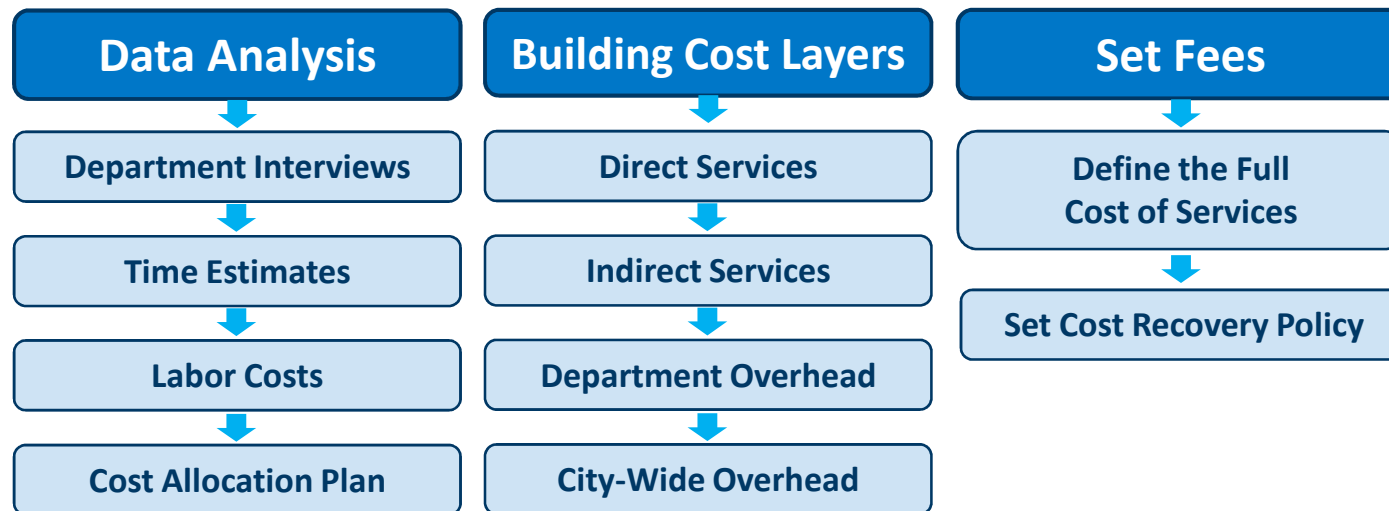 Data Analysis
Department Interviews
Time Estimates
Labor Costs
Cost Allocation Plan
Building Cost Layers
Direct Services
Indirect Services
Department Overhead
City-Wide Overhead
Set Fees
Define the Full
Cost of Services
Set Cost Recovery Policy